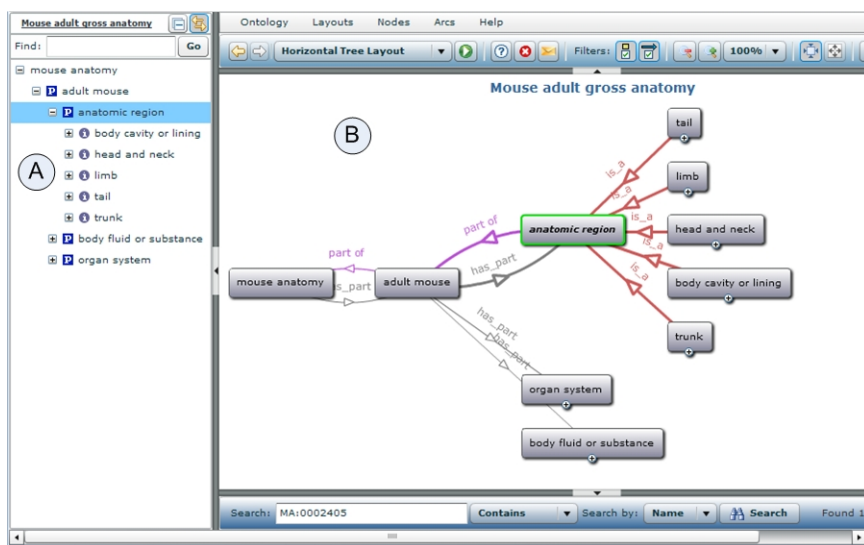 Mouse adult gross anatomy
Find:
Go
mouse anatomy
P adult mouse
P anatomic region
i body cavity or lining
i head and neck
i limb
i tail
i trunk
P body fluid or substance
P organ system
A
Ontology Layouts Nodes Arcs Help
Horizontal Tree Layout
Filters:
100%
Mouse adult gross anatomy
B
tail
is_a
limb
is_a
part of
anatomic region
is_a
head and neck
is_a
has_part
part of
mouse anatomy
adult mouse
body cavity or lining
is_a
s_part
trunk
has_part
has_part
organ system
body fluid or substance
Search: MA:0002405 Contains Search by: Name Search Found 1